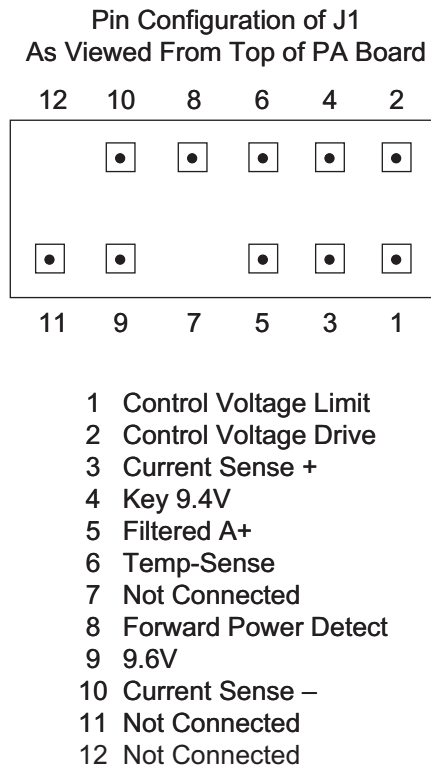 Pin Configuration of J1
As Viewed From Top of PA Board
12 10 8 6 4 2
11 9 7 5 3 1
1 Control Voltage Limit
2 Control Voltage Drive
3 Current Sense +
4 Key 9.4V
5 Filtered A+
6 Temp-Sense
7 Not Connected
8 Forward Power Detect
9 9.6V
10 Current Sense –
11 Not Connected
12 Not Connected